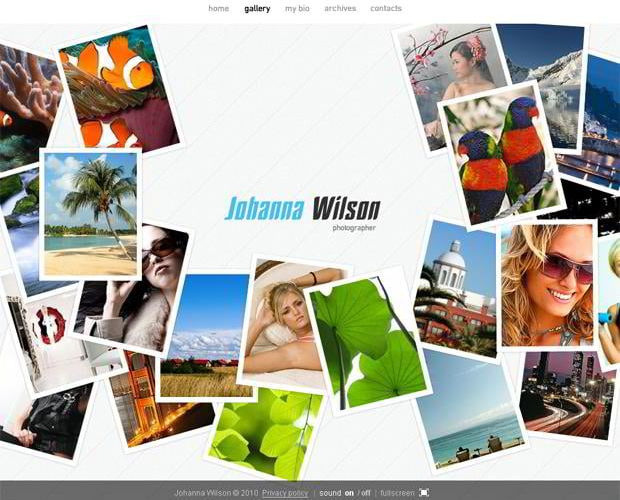 home gallery my bio archives contacts
Johanna Wilson
photographer
Johanna Wilson © 2010 Privacy policy | sound on / off | fullscreen